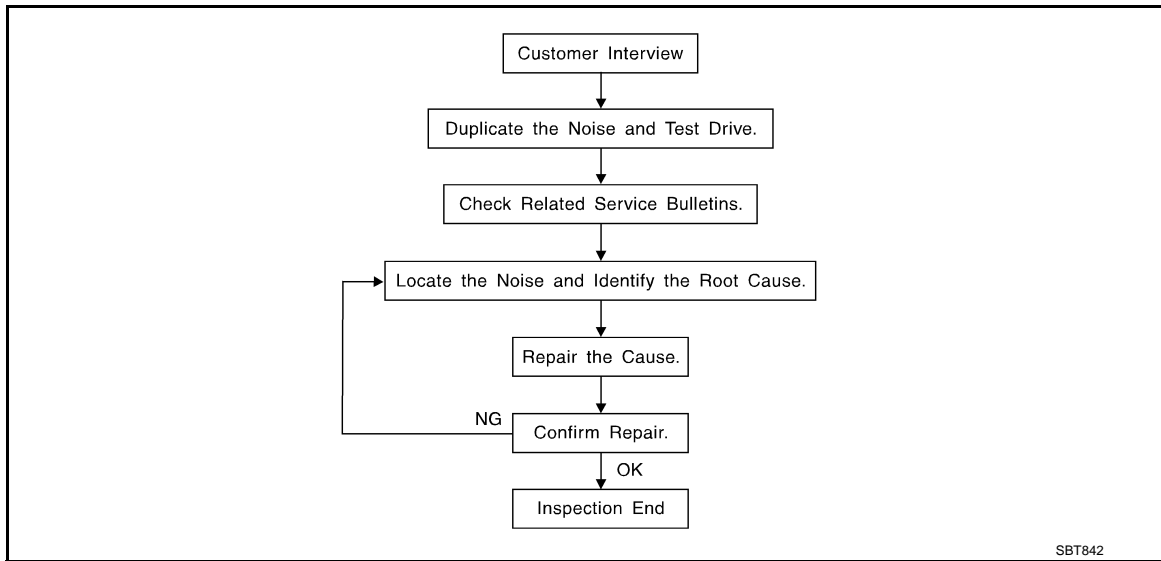 Customer Interview
Duplicate the Noise and Test Drive.
Check Related Service Bulletins.
Locate the Noise and Identify the Root Cause.
Repair the Cause.
NG
Confirm Repair.
OK
Inspection End
SBT842